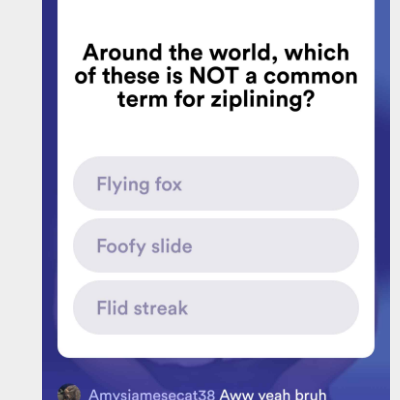 Around the world, which
of these is NOT a common
term for ziplining?
Flying fox
Foofy slide
Flid streak
Amysiamesecat38 Aww yeah bruh